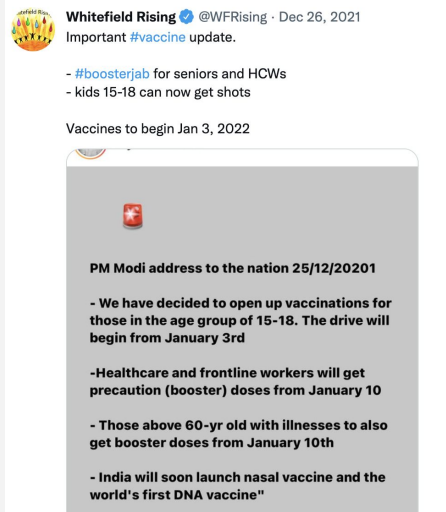 Whitefield Rising @WFRising · Dec 26, 2021
Important #vaccine update.
- #boosterjab for seniors and HCWs
- kids 15-18 can now get shots
Vaccines to begin Jan 3, 2022
PM Modi address to the nation 25/12/20201
- We have decided to open up vaccinations for
those in the age group of 15-18. The drive will
begin from January 3rd
-Healthcare and frontline workers will get
precaution (booster) doses from January 10
- Those above 60-yr old with illnesses to also
get booster doses from January 10th
- India will soon launch nasal vaccine and the
world's first DNA vaccine"